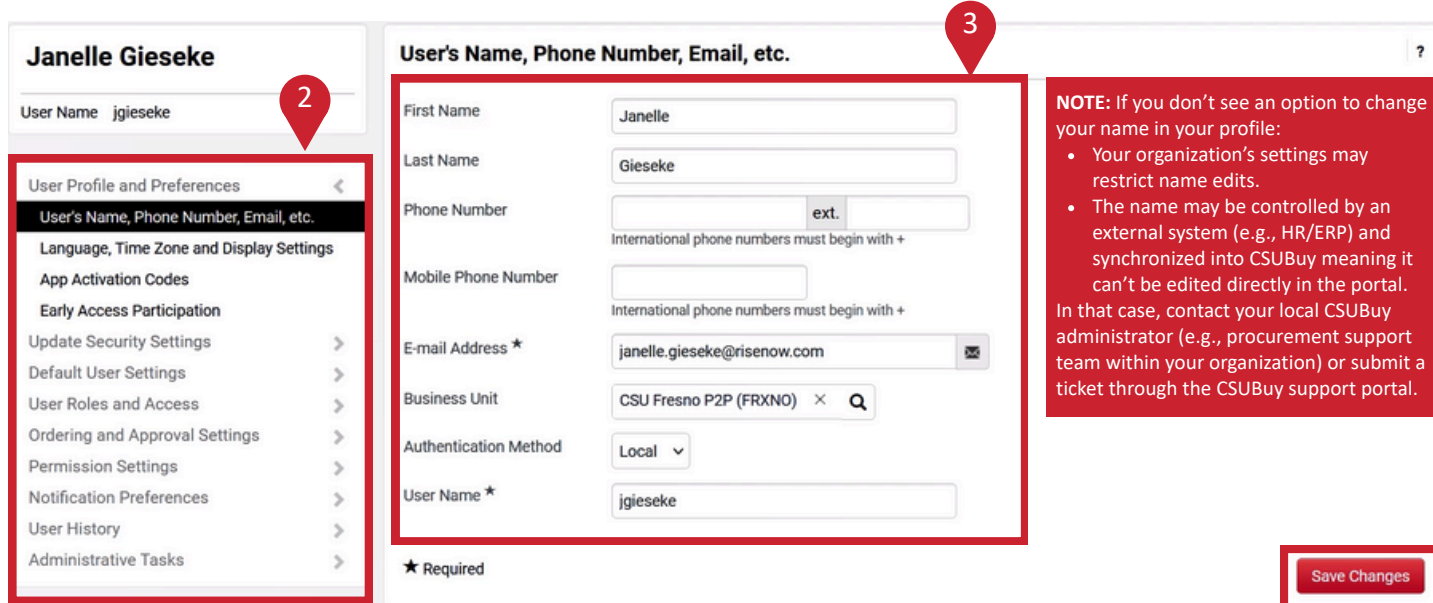 Janelle Gieseke
User Name jgieseke
2
User Profile and Preferences
User's Name, Phone Number, Email, etc.
Language, Time Zone and Display Settings
App Activation Codes
Early Access Participation
Update Security Settings
Default User Settings
User Roles and Access
Ordering and Approval Settings
Permission Settings
Notification Preferences
User History
Administrative Tasks
3
User's Name, Phone Number, Email, etc.
?
First Name Janelle
Last Name Gieseke
Phone Number ext.
International phone numbers must begin with +
Mobile Phone Number
International phone numbers must begin with +
E-mail Address ★ janelle.gieseke@risenow.com
Business Unit CSU Fresno P2P (FRXNO) ×
Authentication Method Local
User Name ★ jgieseke
★ Required
NOTE: If you don’t see an option to change
your name in your profile:
• Your organization’s settings may
restrict name edits.
• The name may be controlled by an
external system (e.g., HR/ERP) and
synchronized into CSUBuy meaning it
can’t be edited directly in the portal.
In that case, contact your local CSUBuy
administrator (e.g., procurement support
team within your organization) or submit a
ticket through the CSUBuy support portal.
Save Changes